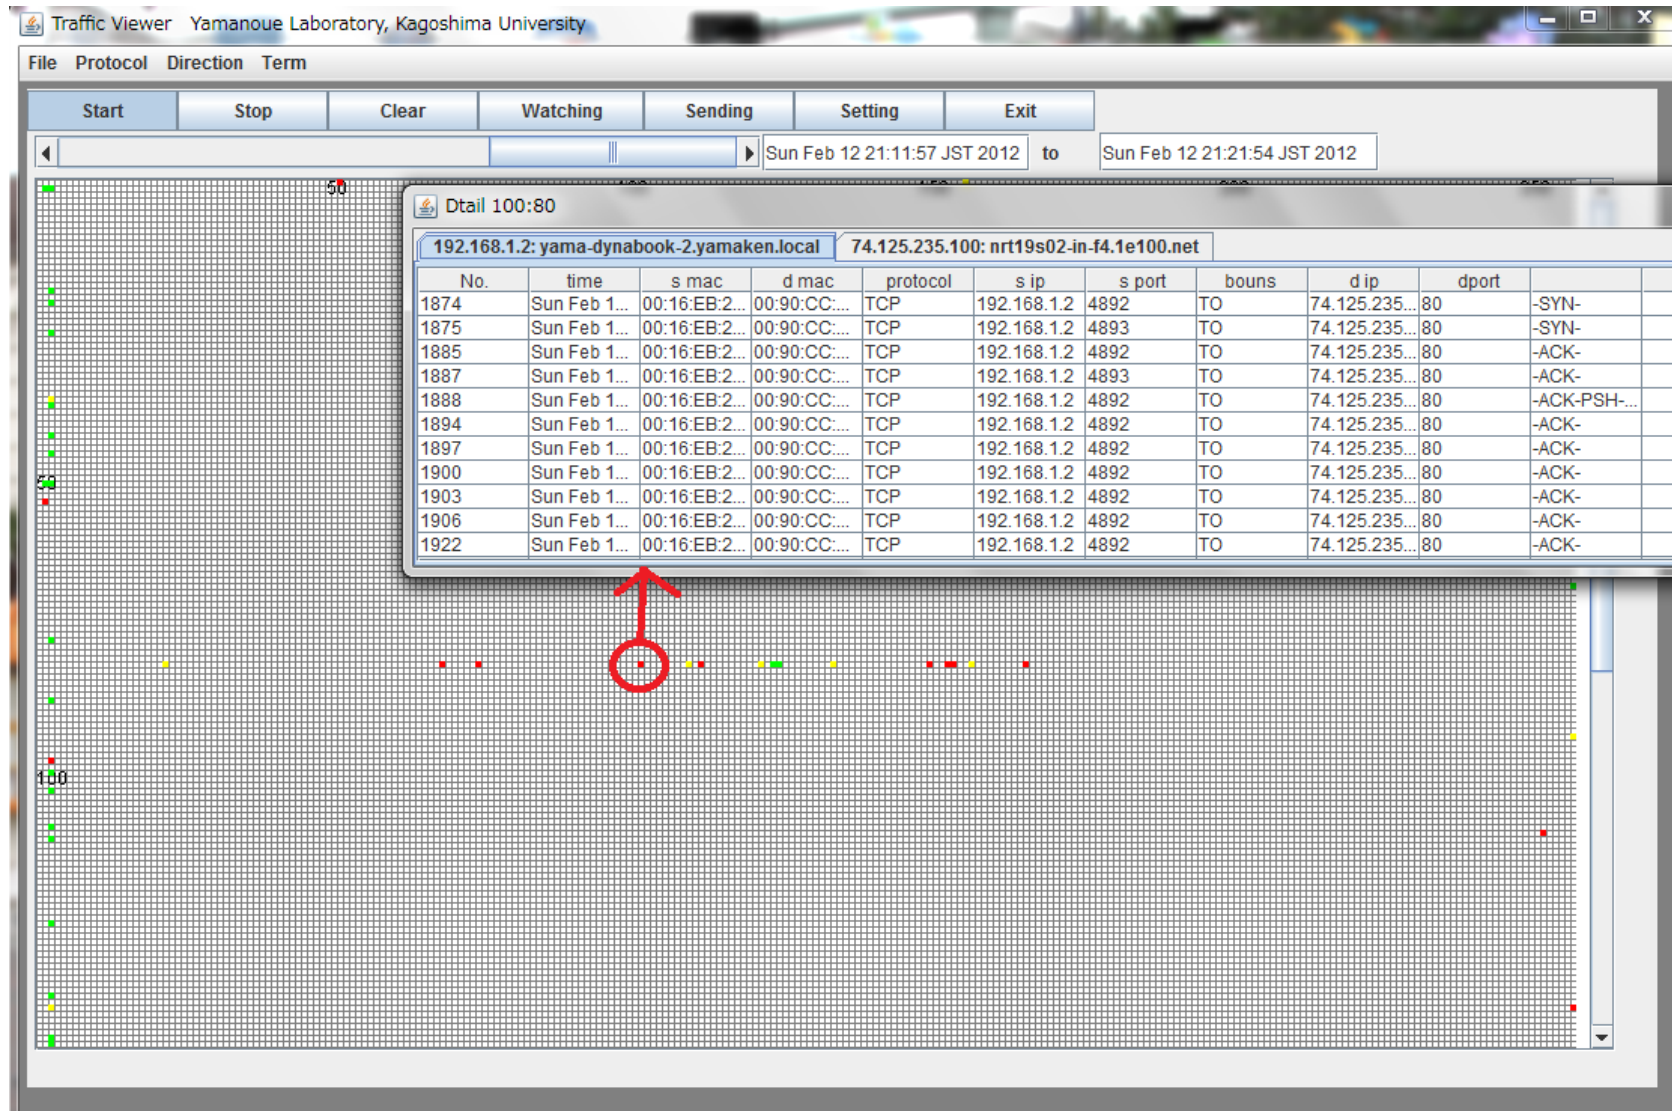 Traffic Viewer   Yamanoue Laboratory, Kagoshima University
File Protocol Direction Term
Start Stop Clear Watching Sending Setting Exit
Sun Feb 12 21:11:57 JST 2012 to Sun Feb 12 21:21:54 JST 2012
50
Dtail 100:80
192.168.1.2: yama-dynabook-2.yamaken.local 74.125.235.100: nrt19s02-in-f4.1e100.net
No. time s mac d mac protocol s ip s port bouns d ip dport
1874 Sun Feb 1... 00:16:EB:2... 00:90:CC:... TCP 192.168.1.2 4892 TO 74.125.235... 80 -SYN-
1875 Sun Feb 1... 00:16:EB:2... 00:90:CC:... TCP 192.168.1.2 4893 TO 74.125.235... 80 -SYN-
1885 Sun Feb 1... 00:16:EB:2... 00:90:CC:... TCP 192.168.1.2 4892 TO 74.125.235... 80 -ACK-
1887 Sun Feb 1... 00:16:EB:2... 00:90:CC:... TCP 192.168.1.2 4893 TO 74.125.235... 80 -ACK-
1888 Sun Feb 1... 00:16:EB:2... 00:90:CC:... TCP 192.168.1.2 4892 TO 74.125.235... 80 -ACK-PSH-...
1894 Sun Feb 1... 00:16:EB:2... 00:90:CC:... TCP 192.168.1.2 4892 TO 74.125.235... 80 -ACK-
1897 Sun Feb 1... 00:16:EB:2... 00:90:CC:... TCP 192.168.1.2 4892 TO 74.125.235... 80 -ACK-
1900 Sun Feb 1... 00:16:EB:2... 00:90:CC:... TCP 192.168.1.2 4892 TO 74.125.235... 80 -ACK-
1903 Sun Feb 1... 00:16:EB:2... 00:90:CC:... TCP 192.168.1.2 4892 TO 74.125.235... 80 -ACK-
1906 Sun Feb 1... 00:16:EB:2... 00:90:CC:... TCP 192.168.1.2 4892 TO 74.125.235... 80 -ACK-
1922 Sun Feb 1... 00:16:EB:2... 00:90:CC:... TCP 192.168.1.2 4892 TO 74.125.235... 80 -ACK-
50
100